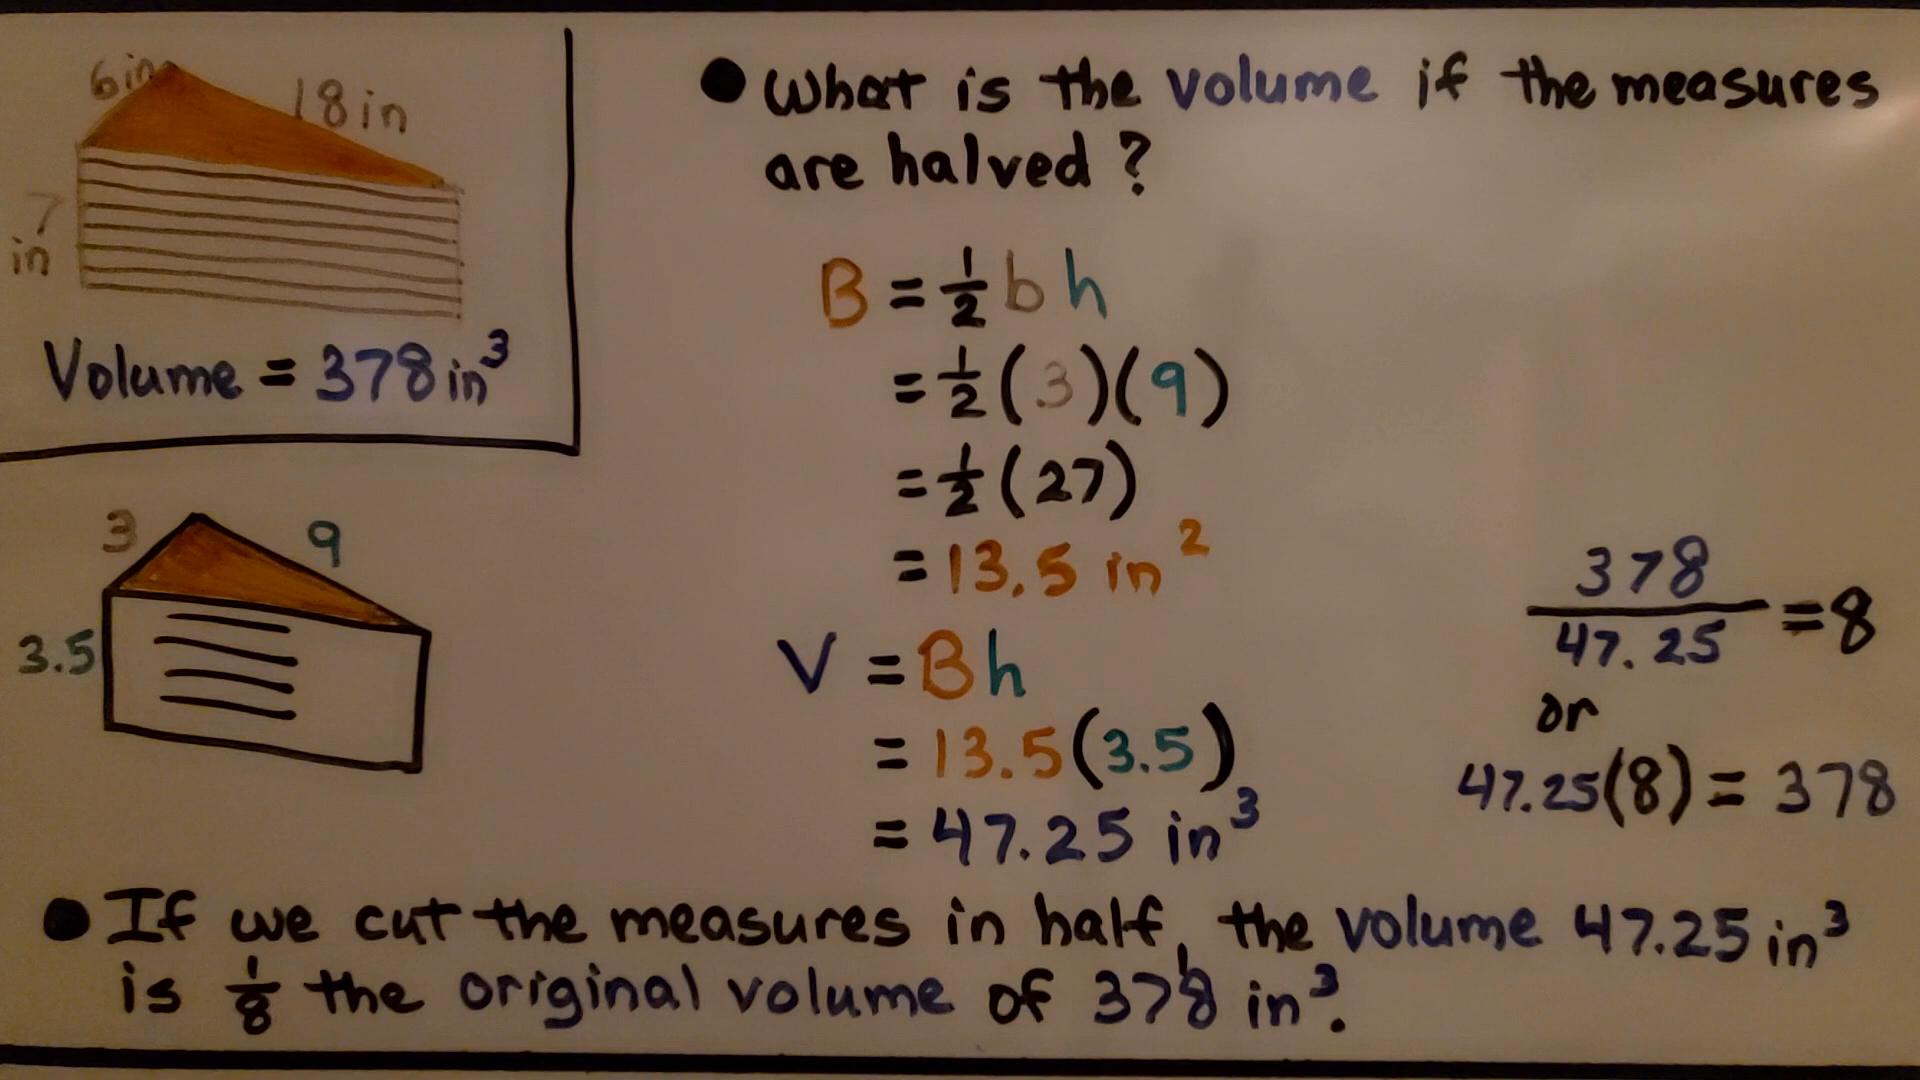 6in
18in
7
in
Volume = 378 in³
3
9
3.5
● What is the volume if the measures
are halved?
B = 1/2 b h
= 1/2 (3)(9)
= 1/2 (27)
= 13.5 in²
V = Bh
= 13.5(3.5)
= 47.25 in³
378
47.25
= 8
or
47.25(8) = 378
● If we cut the measures in half, the volume 47.25 in³
is 1/8 the original volume of 378 in³.